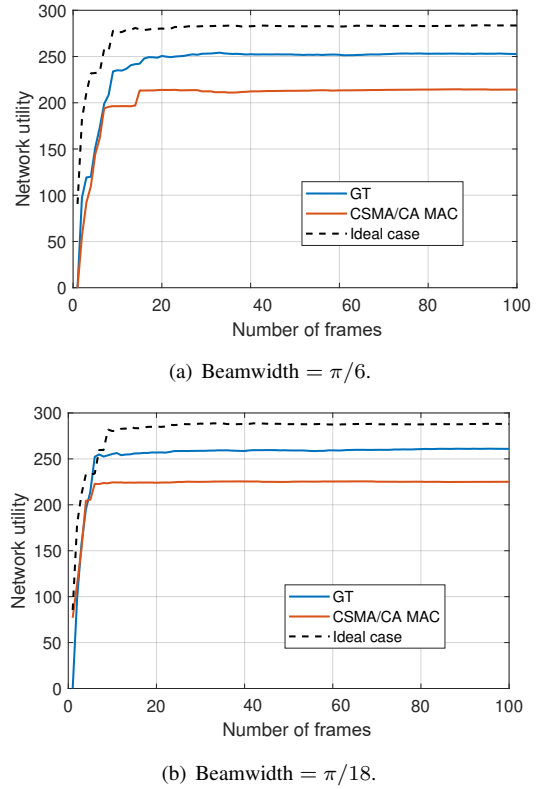 300
250
200
150
100
50
0
Network utility
GT
CSMA/CA MAC
Ideal case
0 20 40 60 80 100
Number of frames
(a) Beamwidth = π/6.
300
250
200
150
100
50
0
Network utility
GT
CSMA/CA MAC
Ideal case
0 20 40 60 80 100
Number of frames
(b) Beamwidth = π/18.